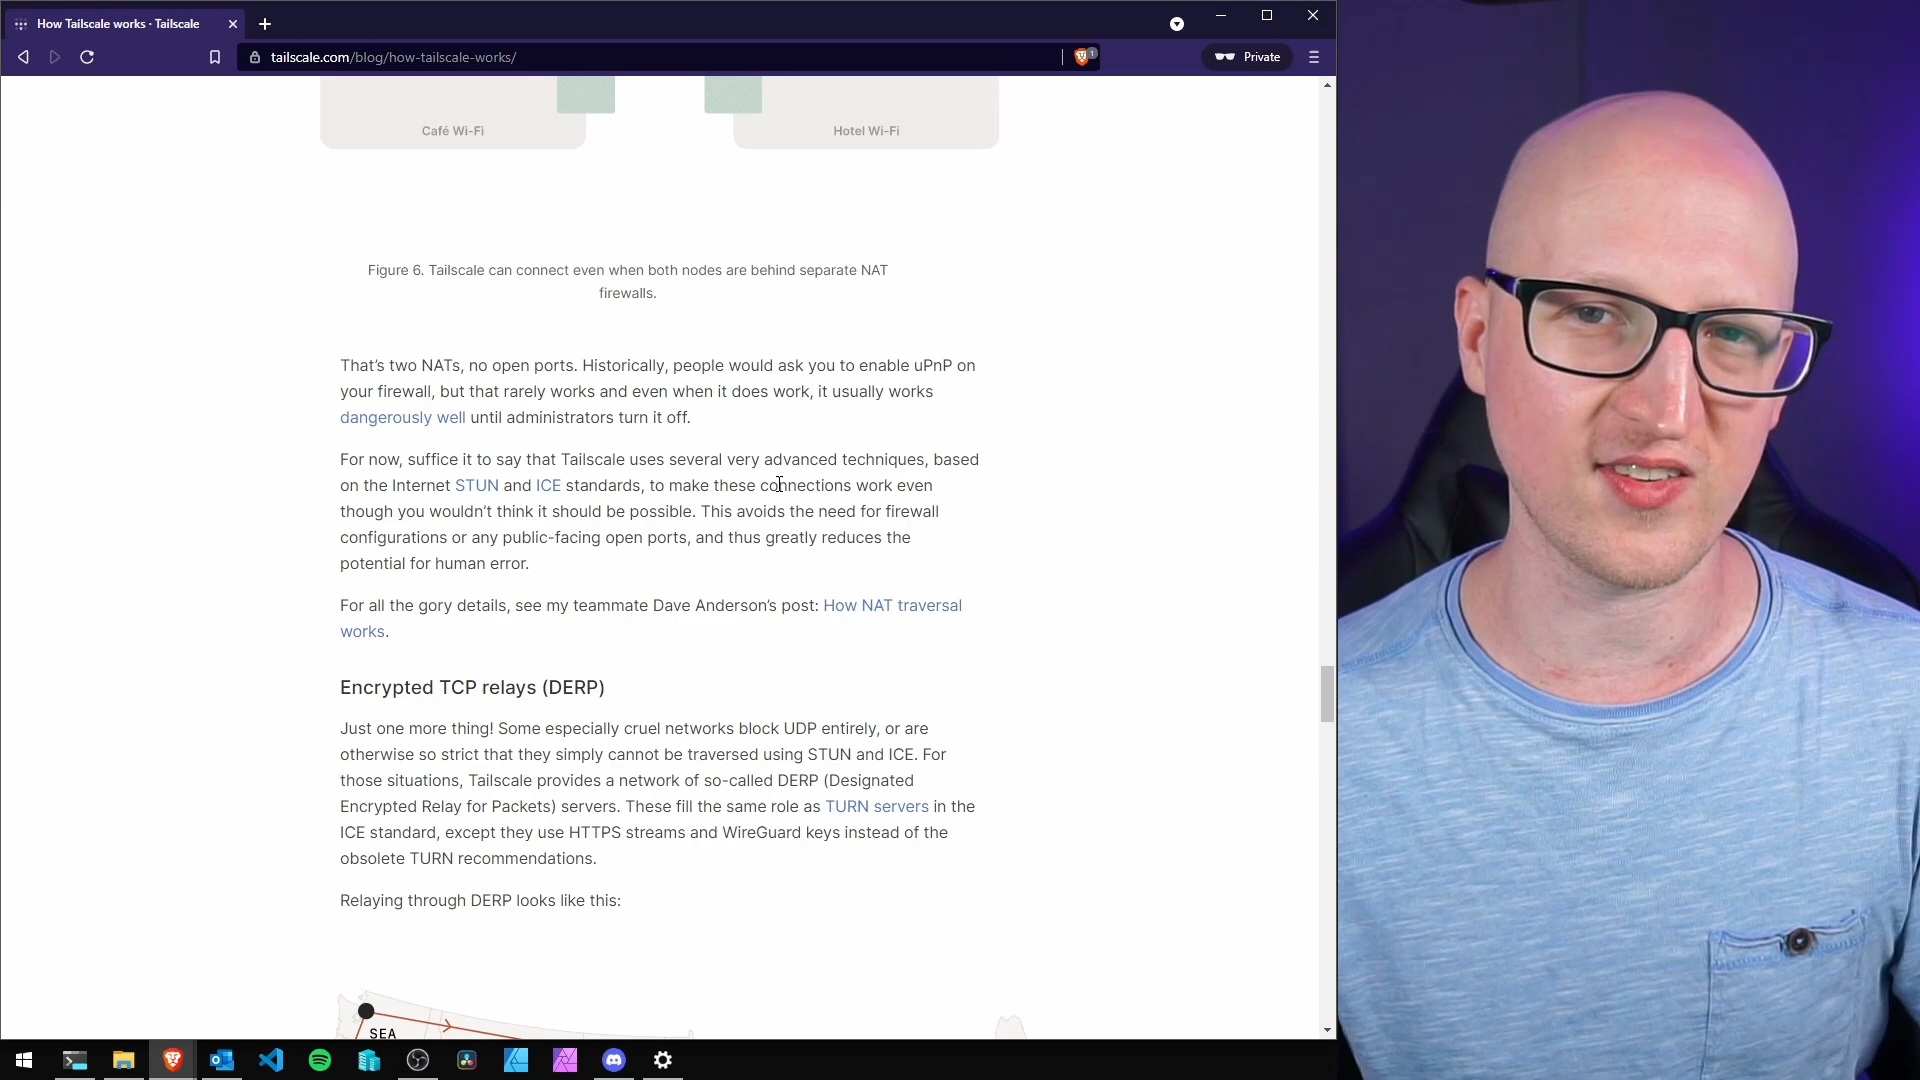 How Tailscale works · Tailscale
tailscale.com/blog/how-tailscale-works/
1
Private
Café Wi-Fi
Hotel Wi-Fi
Figure 6. Tailscale can connect even when both nodes are behind separate NAT
firewalls.
That’s two NATs, no open ports. Historically, people would ask you to enable uPnP on
your firewall, but that rarely works and even when it does work, it usually works
dangerously well until administrators turn it off.
For now, suffice it to say that Tailscale uses several very advanced techniques, based
on the Internet STUN and ICE standards, to make these connections work even
though you wouldn’t think it should be possible. This avoids the need for firewall
configurations or any public-facing open ports, and thus greatly reduces the
potential for human error.
For all the gory details, see my teammate Dave Anderson’s post: How NAT traversal
works.
Encrypted TCP relays (DERP)
Just one more thing! Some especially cruel networks block UDP entirely, or are
otherwise so strict that they simply cannot be traversed using STUN and ICE. For
those situations, Tailscale provides a network of so-called DERP (Designated
Encrypted Relay for Packets) servers. These fill the same role as TURN servers in the
ICE standard, except they use HTTPS streams and WireGuard keys instead of the
obsolete TURN recommendations.
Relaying through DERP looks like this:
SEA